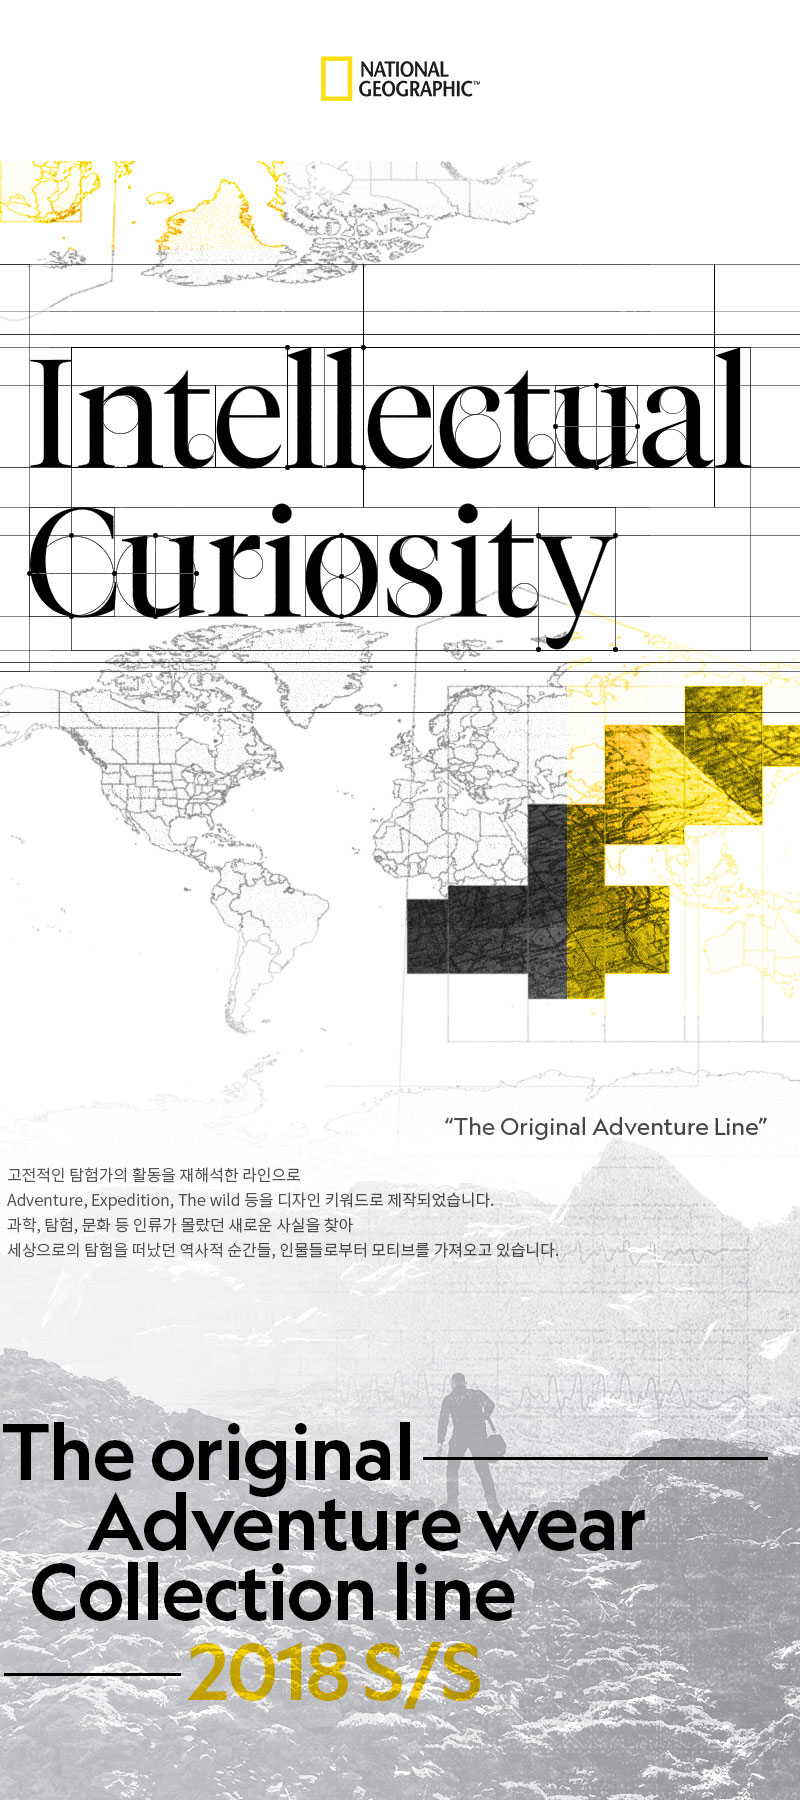 NATIONAL
GEOGRAPHIC™
Intellectual
Curiosity
“The Original Adventure Line”
고전적인 탐험가의 활동을 재해석한 라인으로
Adventure, Expedition, The wild 등을 디자인 키워드로 제작되었습니다.
과학, 탐험, 문화 등 인류가 몰랐던 새로운 사실을 찾아
세상으로의 탐험을 떠났던 역사적 순간들, 인물들로부터 모티브를 가져오고 있습니다.
The original
Adventure wear
Collection line
2018 S/S